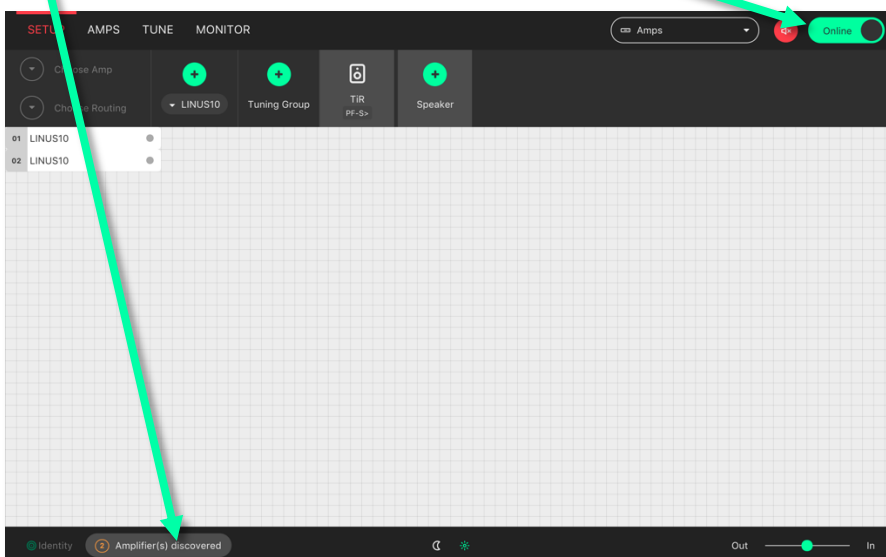 SETUP AMPS TUNE MONITOR Amps Online
Choose Amp
Choose Routing
LINUS10
Tuning Group
TiR
PF-S>
Speaker
01 LINUS10
02 LINUS10
Identity 2 Amplifier(s) discovered Out In